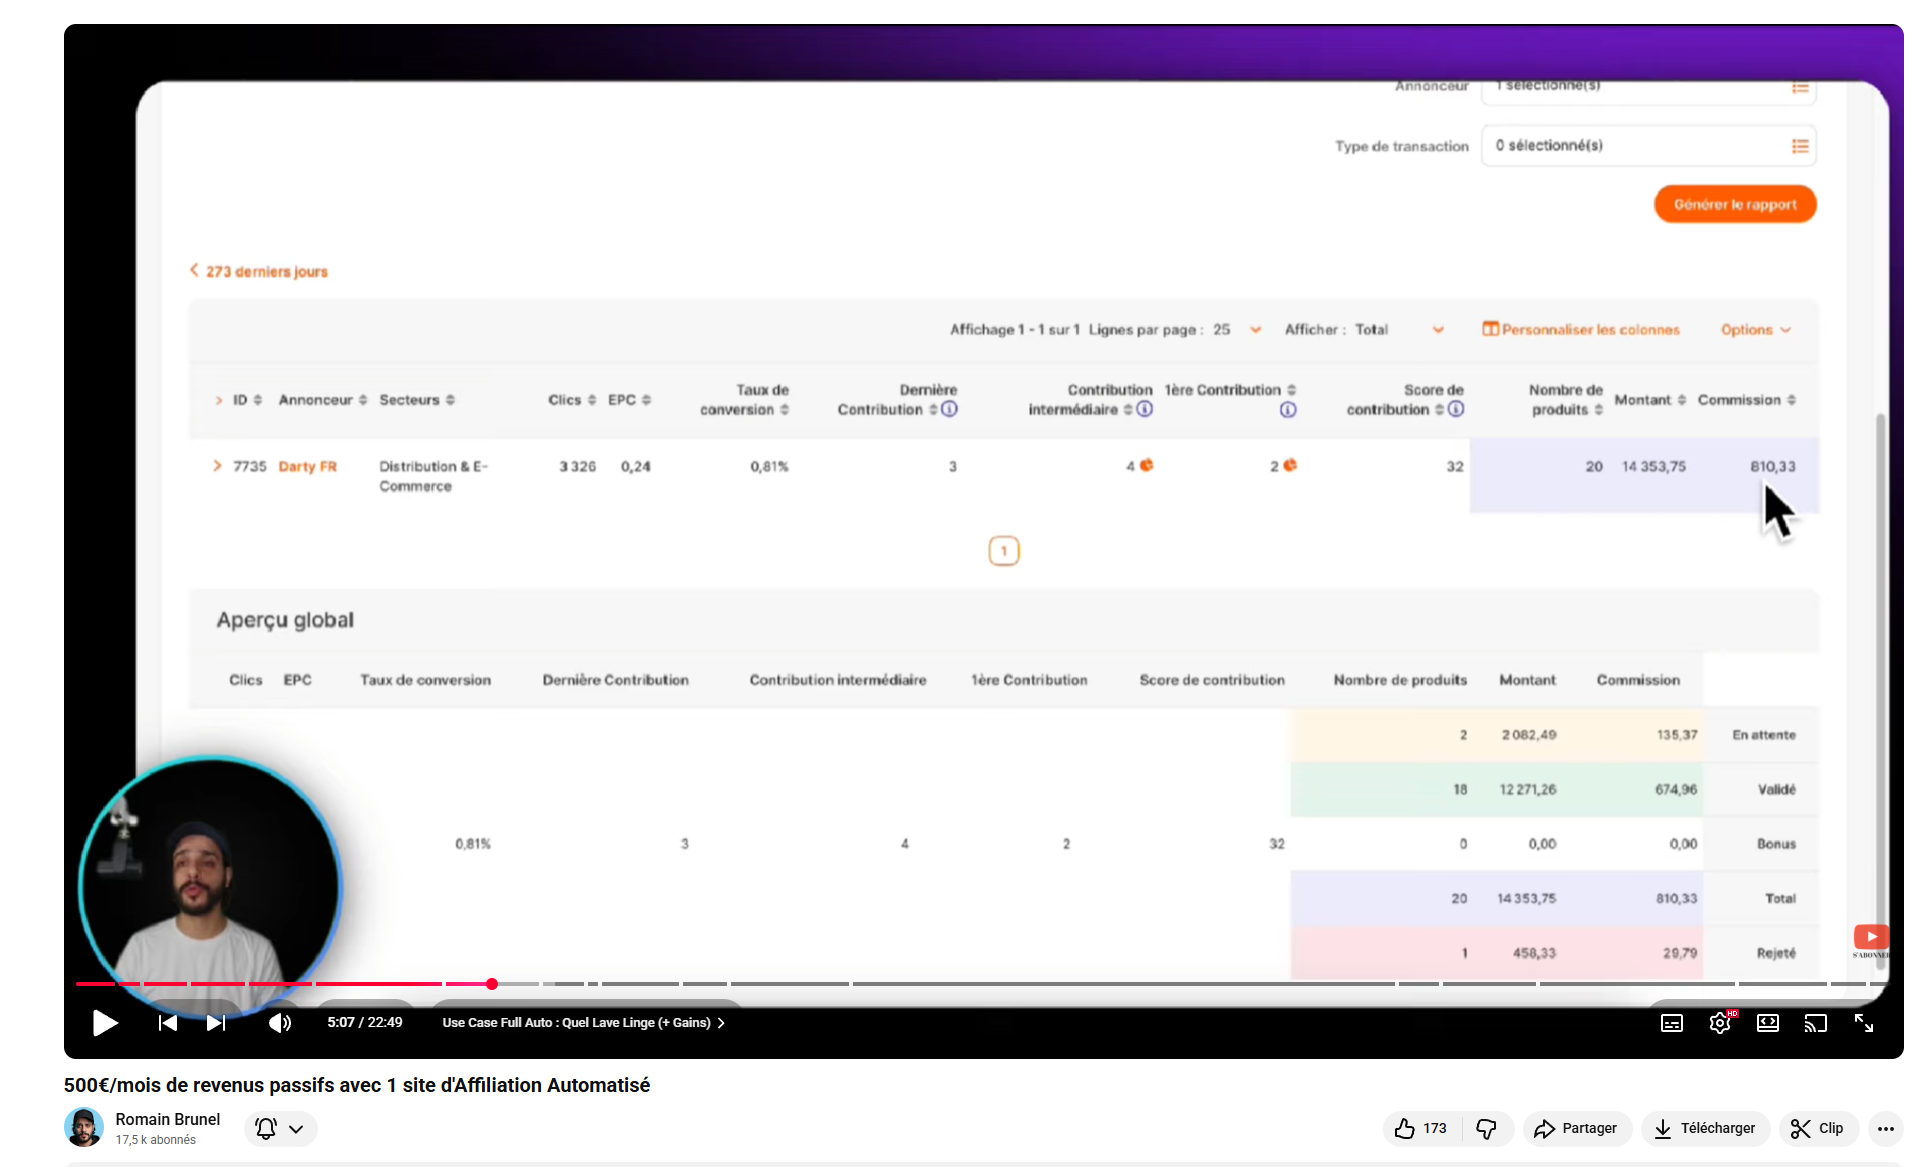 Annonceur 1 sélectionné(s)
Type de transaction 0 sélectionné(s)
Générer le rapport
273 derniers jours
Affichage 1 - 1 sur 1 Lignes par page : 25 Afficher : Total Personnaliser les colonnes Options
ID Annonceur Secteurs Clics EPC Taux de conversion Dernière Contribution Contribution intermédiaire 1ère Contribution Score de contribution Nombre de produits Montant Commission
7735 Darty FR Distribution & E-Commerce 3 326 0,24 0,81% 3 4 2 32 20 14 353,75 810,33
1
Aperçu global
Clics EPC Taux de conversion Dernière Contribution Contribution intermédiaire 1ère Contribution Score de contribution Nombre de produits Montant Commission
2 2 082,49 135,37 En attente
18 12 271,26 674,96 Validé
0,81% 3 4 2 32 0 0,00 0,00 Bonus
20 14 353,75 810,33 Total
1 458,33 29,79 Rejeté
S'ABONNER
5:07 / 22:49 Use Case Full Auto : Quel Lave Linge (+ Gains) HD
500€/mois de revenus passifs avec 1 site d'Affiliation Automatisé
Romain Brunel
17,5 k abonnés
173 Partager Télécharger Clip